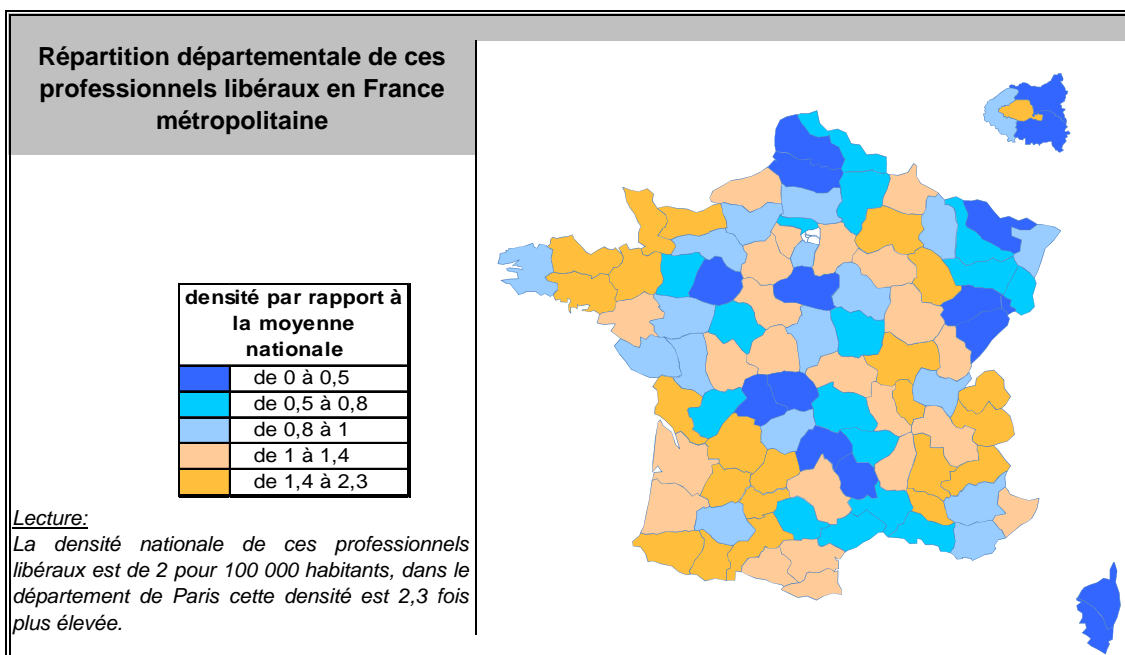 Répartition départementale de ces
professionnels libéraux en France
métropolitaine
densité par rapport à
la moyenne
nationale
de 0 à 0,5
de 0,5 à 0,8
de 0,8 à 1
de 1 à 1,4
de 1,4 à 2,3
Lecture:
La densité nationale de ces professionnels
libéraux est de 2 pour 100 000 habitants, dans le
département de Paris cette densité est 2,3 fois
plus élevée.